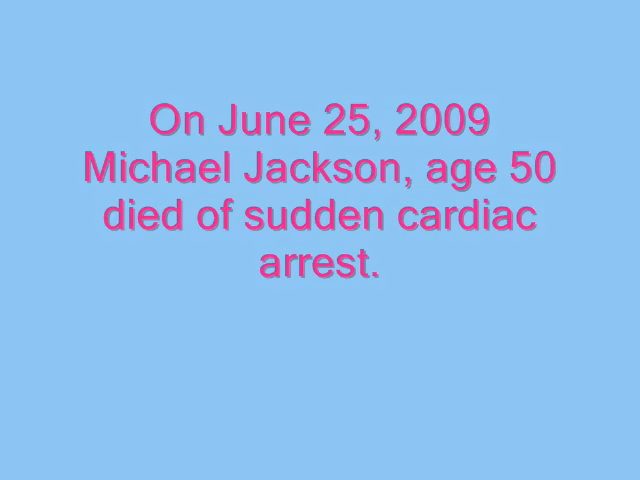 On June 25, 2009
Michael Jackson, age 50
died of sudden cardiac
arrest.